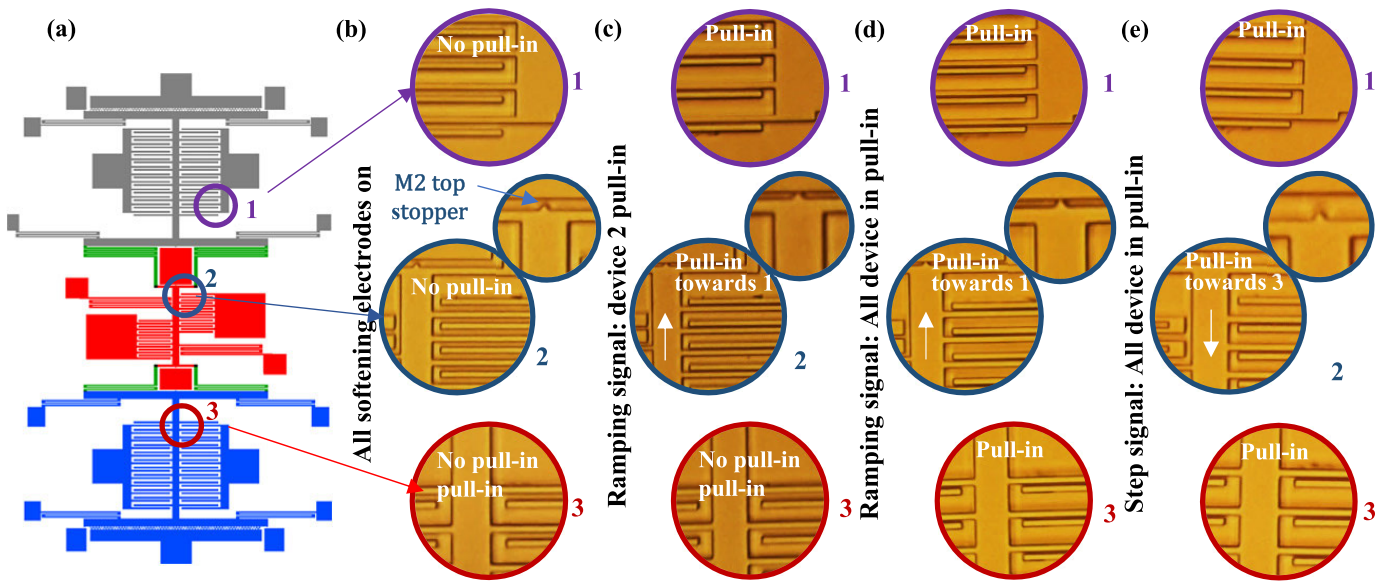 (a)
1
2
3
(b)
All softening electrodes on
No pull-in
1
M2 top
stopper
No pull-in
2
No pull-in
pull-in
3
(c)
Ramping signal: device 2 pull-in
Pull-in
1
Pull-in
towards 1
2
No pull-in
pull-in
3
(d)
Ramping signal: All device in pull-in
Pull-in
1
Pull-in
towards 1
Pull-in
3
(e)
Step signal: All device in pull-in
Pull-in
1
Pull-in
towards 3
2
Pull-in
3